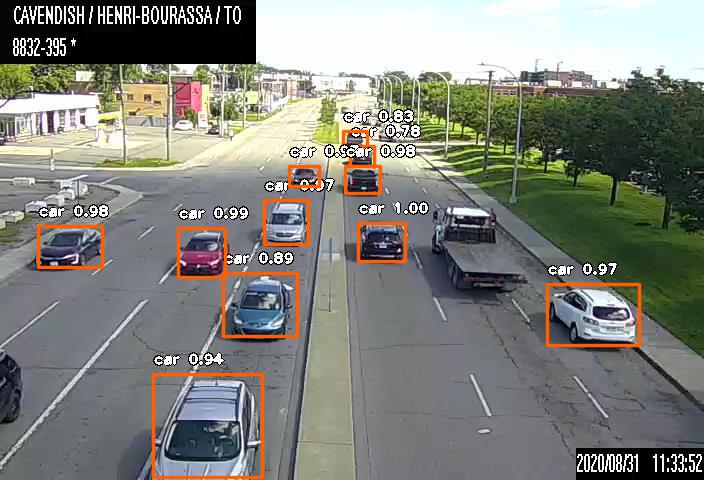 CAVENDISH / HENRI-BOURASSA / TO
8832-395 *
car 0.83
car 0.78
car 0.98
car 0.97
car 1.00
car 0.98
car 0.99
car 0.89
car 0.97
car 0.94
2020/08/31 11:33:52